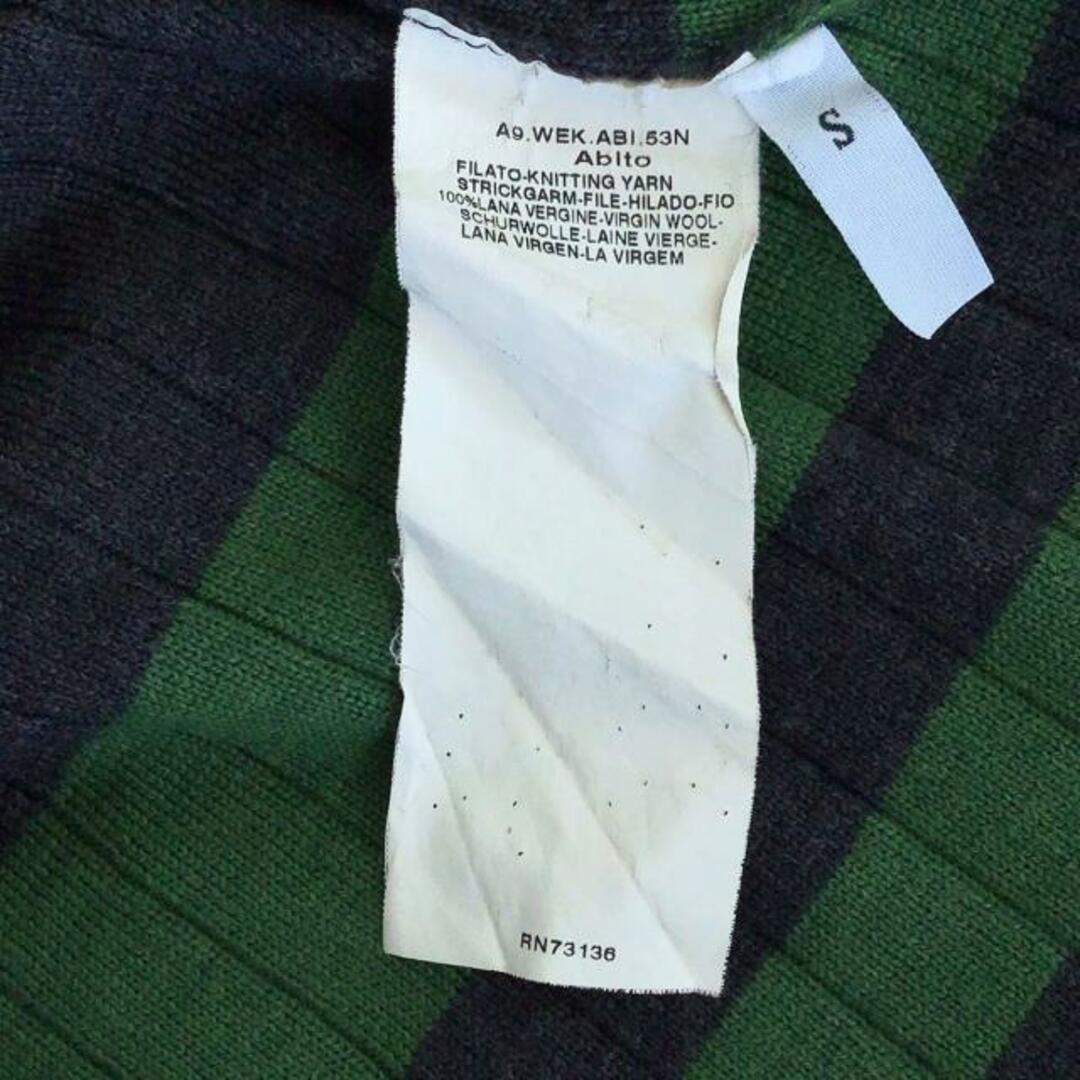 A9.WEK.ABI.53N
Abito
FILATO-KNITTING YARN
STRICKGARM-FILE-HILADO-FIO
100%LANA VERGINE-VIRGIN WOOL-
SCHURWOLLE-LAINE VIERGE-
LANA VIRGEN-LA VIRGEM
RN73136
S